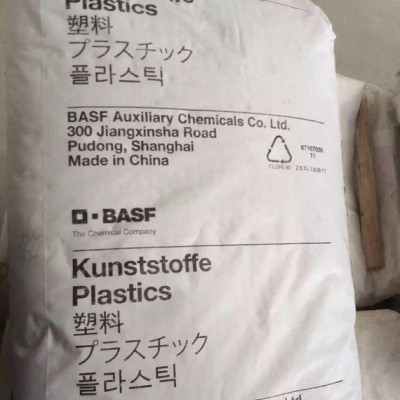 Plastics
塑料
プラスチック
플라스틱
BASF Auxiliary Chemicals Co. Ltd.
300 Jiangxinsha Road
Pudong, Shanghai
Made in China
11
BASF
The Chemical Company
Kunststoffe
Plastics
塑料
プラスチック
플라스틱